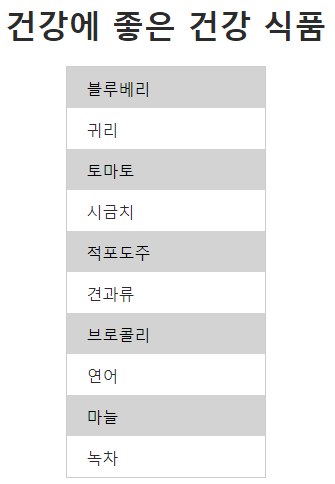 건강에 좋은 건강 식품
블루베리
귀리
토마토
시금치
적포도주
견과류
브로콜리
연어
마늘
녹차